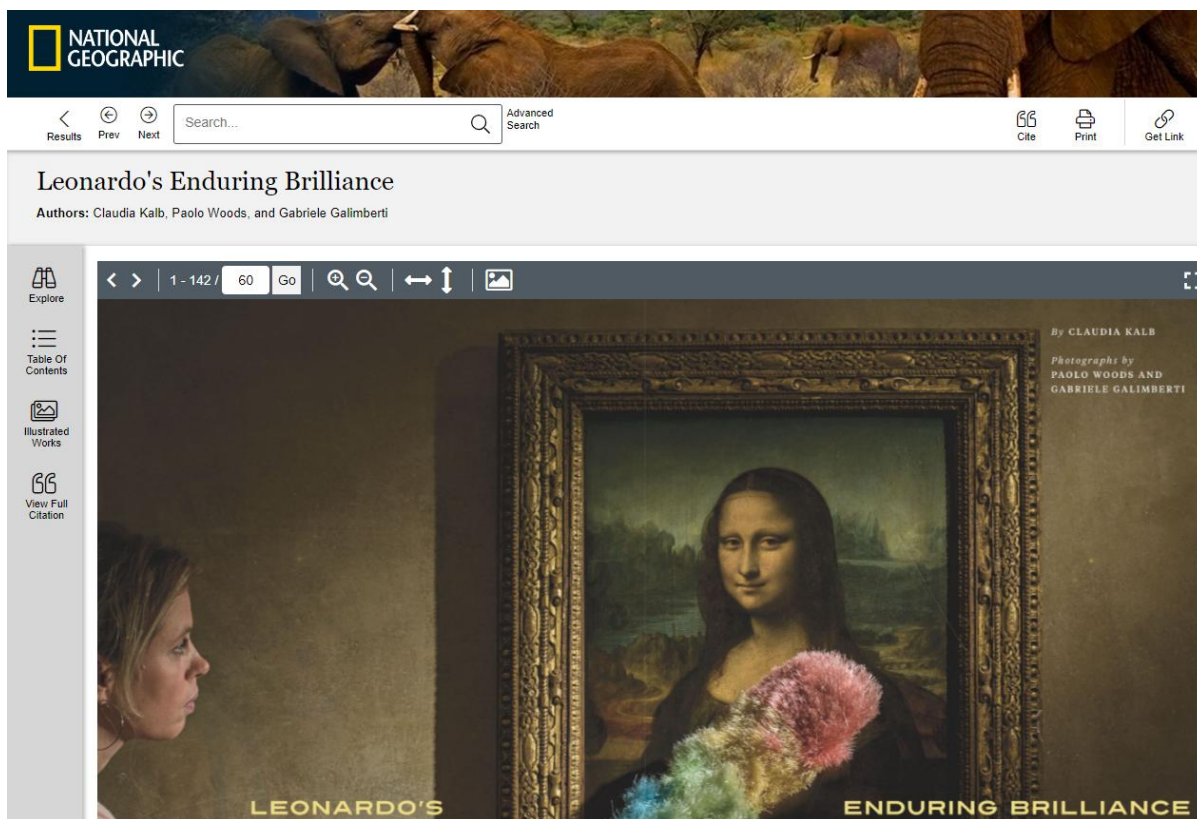 NATIONAL
GEOGRAPHIC
Results
Prev
Next
Search...
Advanced
Search
Cite
Print
Get Link
Leonardo's Enduring Brilliance
Authors: Claudia Kalb, Paolo Woods, and Gabriele Galimberti
Explore
Table Of
Contents
Illustrated
Works
View Full
Citation
1 - 142 / 60 Go
By CLAUDIA KALB
Photographs by
PAOLO WOODS AND
GABRIELE GALIMBERTI
LEONARDO'S ENDURING BRILLIANCE